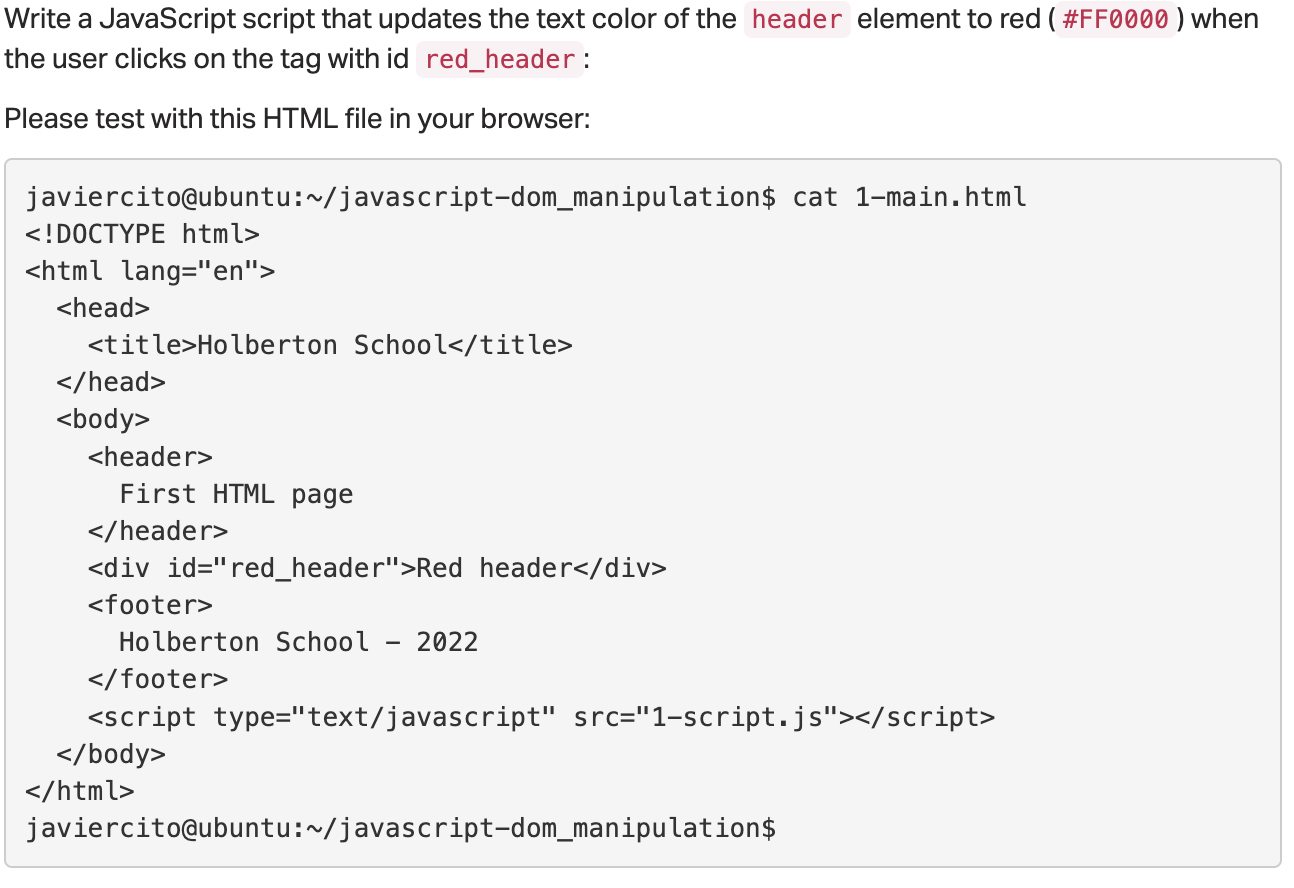 Write a JavaScript script that updates the text color of the header element to red (#FF0000) when
the user clicks on the tag with id red_header:
Please test with this HTML file in your browser:
javiercito@ubuntu:~/javascript-dom_manipulation$ cat 1-main.html
<!DOCTYPE html>
<html lang="en">
  <head>
    <title>Holberton School</title>
  </head>
  <body>
    <header>
      First HTML page
    </header>
    <div id="red_header">Red header</div>
    <footer>
      Holberton School - 2022
    </footer>
    <script type="text/javascript" src="1-script.js"></script>
  </body>
</html>
javiercito@ubuntu:~/javascript-dom_manipulation$